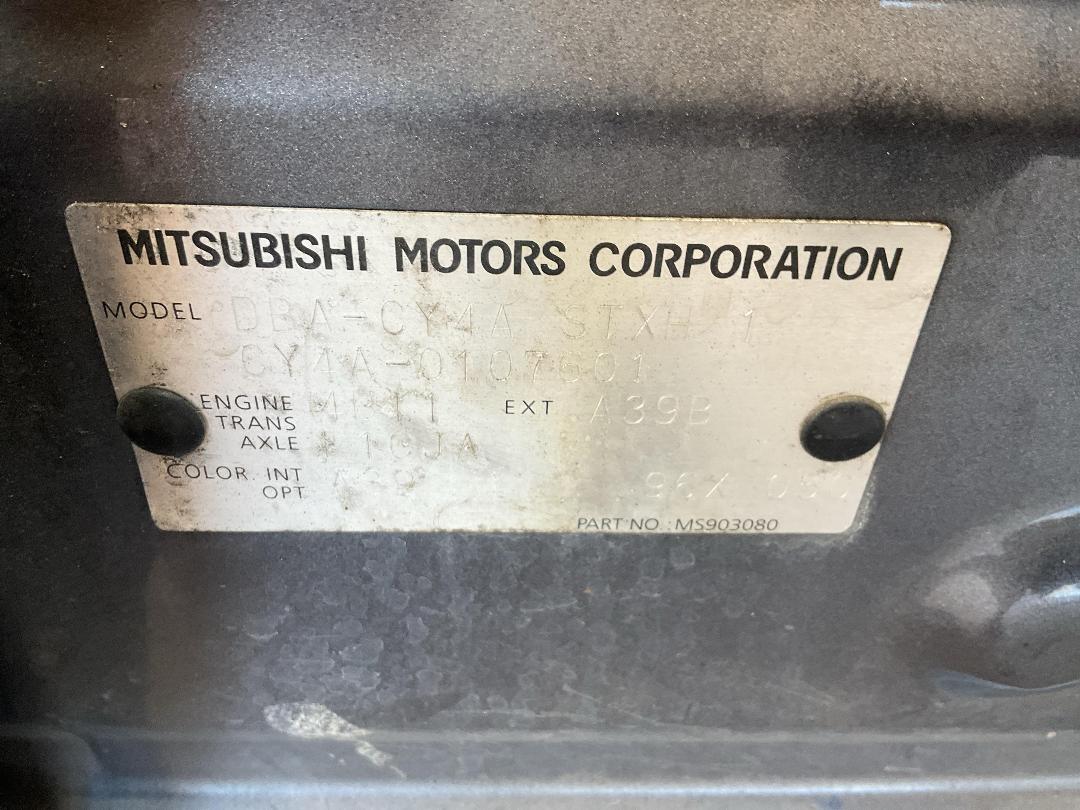 MITSUBISHI MOTORS CORPORATION
MODEL DBA-CY4A STXH 1
CY4A-0107601
ENGINE 4B11 EXT A39B
TRANS
AXLE
COLOR. INT
OPT 96X
PART NO.: MS903080